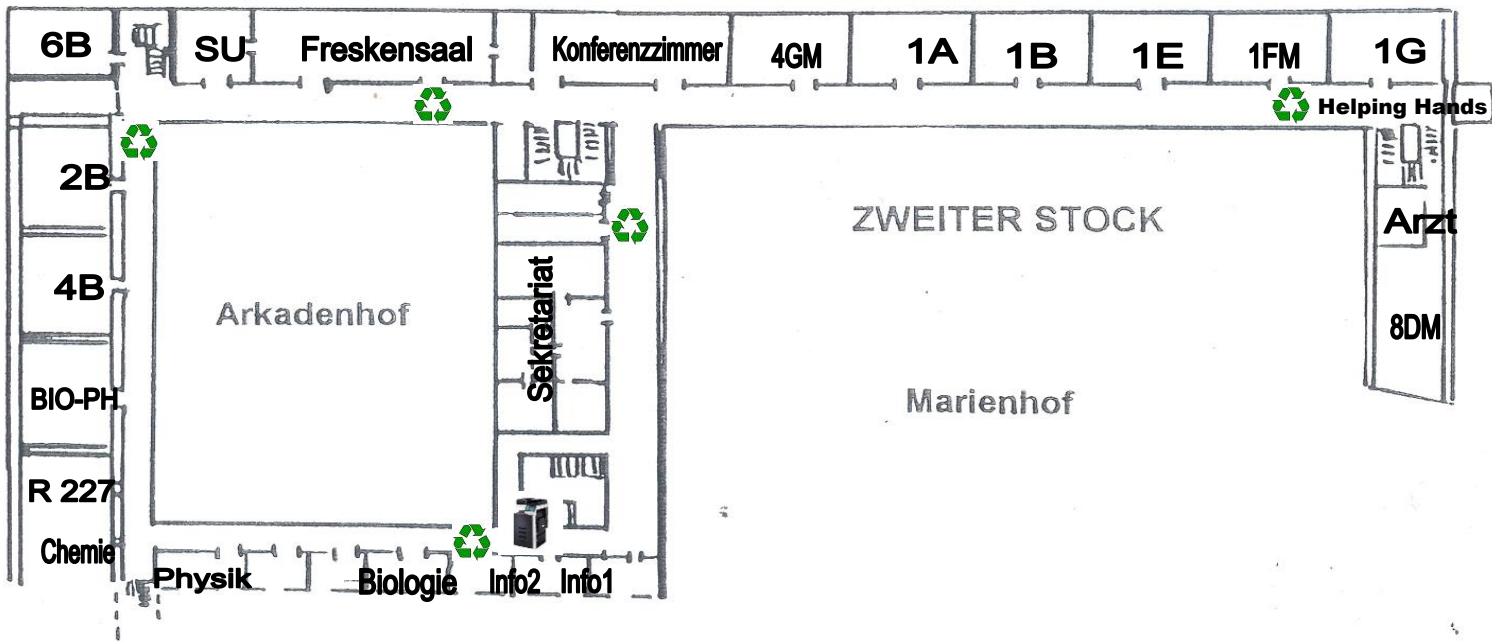 6B
SU
Freskensaal
Konferenzzimmer
4GM
1A
1B
1E
1FM
1G
Helping Hands
2B
ZWEITER STOCK
Arzt
4B
Arkadenhof
Sekretariat
8DM
BIO-PH
Marienhof
R 227
Chemie
Physik
Biologie
Info2
Info1